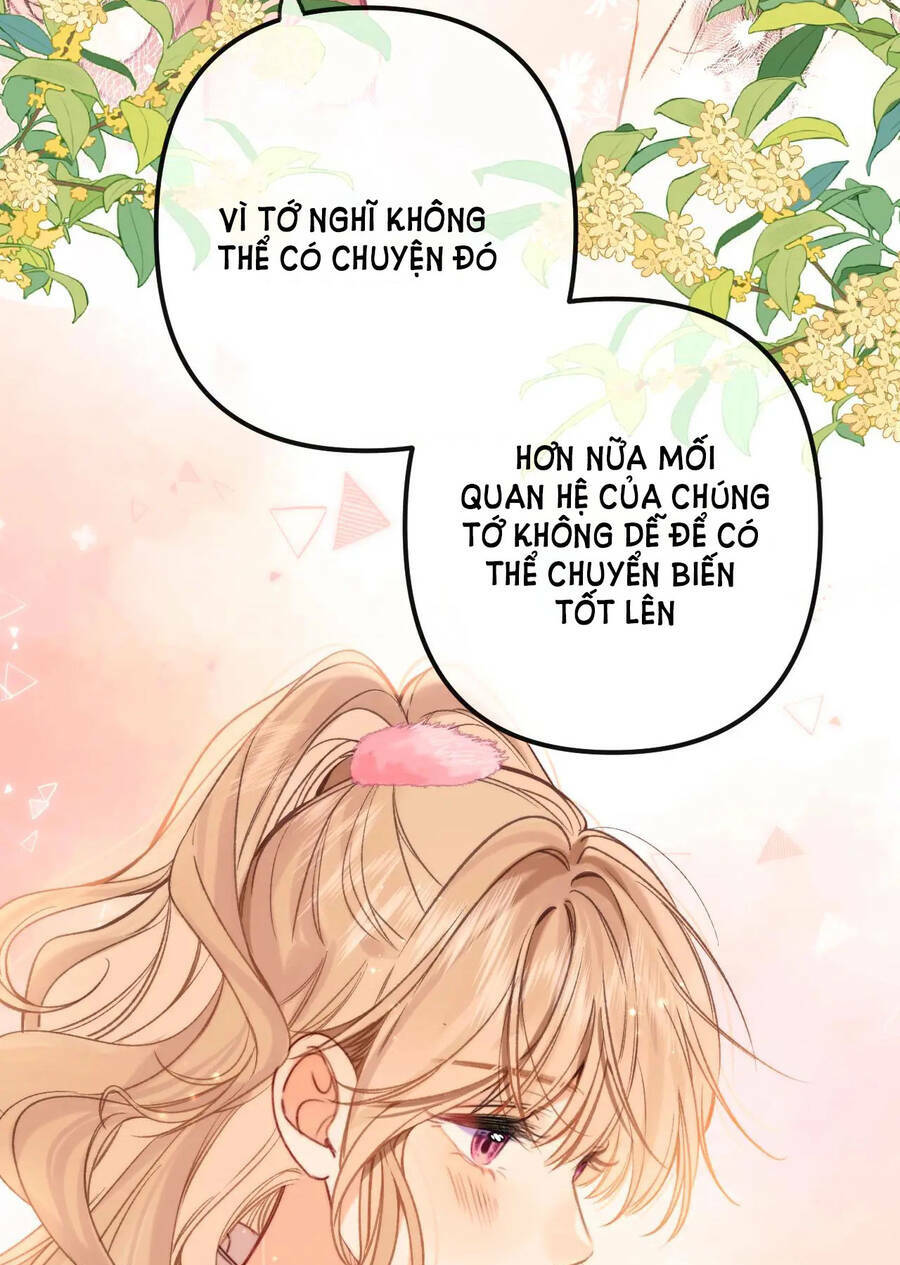 VÌ TỚ NGHĨ KHÔNG
THỂ CÓ CHUYỆN ĐÓ
HƠN NỮA MỐI
QUAN HỆ CỦA CHÚNG
TỚ KHÔNG DỄ ĐỂ CÓ
THỂ CHUYỂN BIẾN
TỐT LÊN